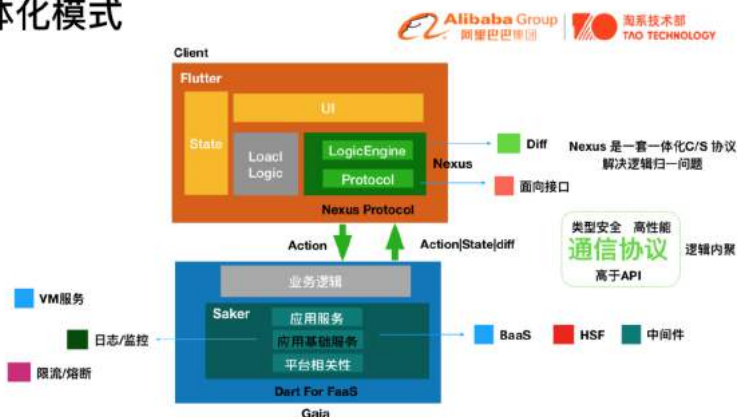 体化模式
Alibaba Group
阿里巴巴集团
淘系技术部
TAO TECHNOLOGY
Client
Flutter
UI
State
Loacl
Logic
LogicEngine
Protocol
Nexus
Nexus Protocol
Diff
面向接口
Nexus 是一套一体化C/S 协议
解决逻辑归一问题
类型安全 高性能
通信协议
高于API
逻辑内聚
Action
Action|State|diff
业务逻辑
Saker
应用服务
应用基础服务
平台相关性
Dart For FaaS
Gaia
VM服务
日志/监控
限流/熔断
BaaS
HSF
中间件